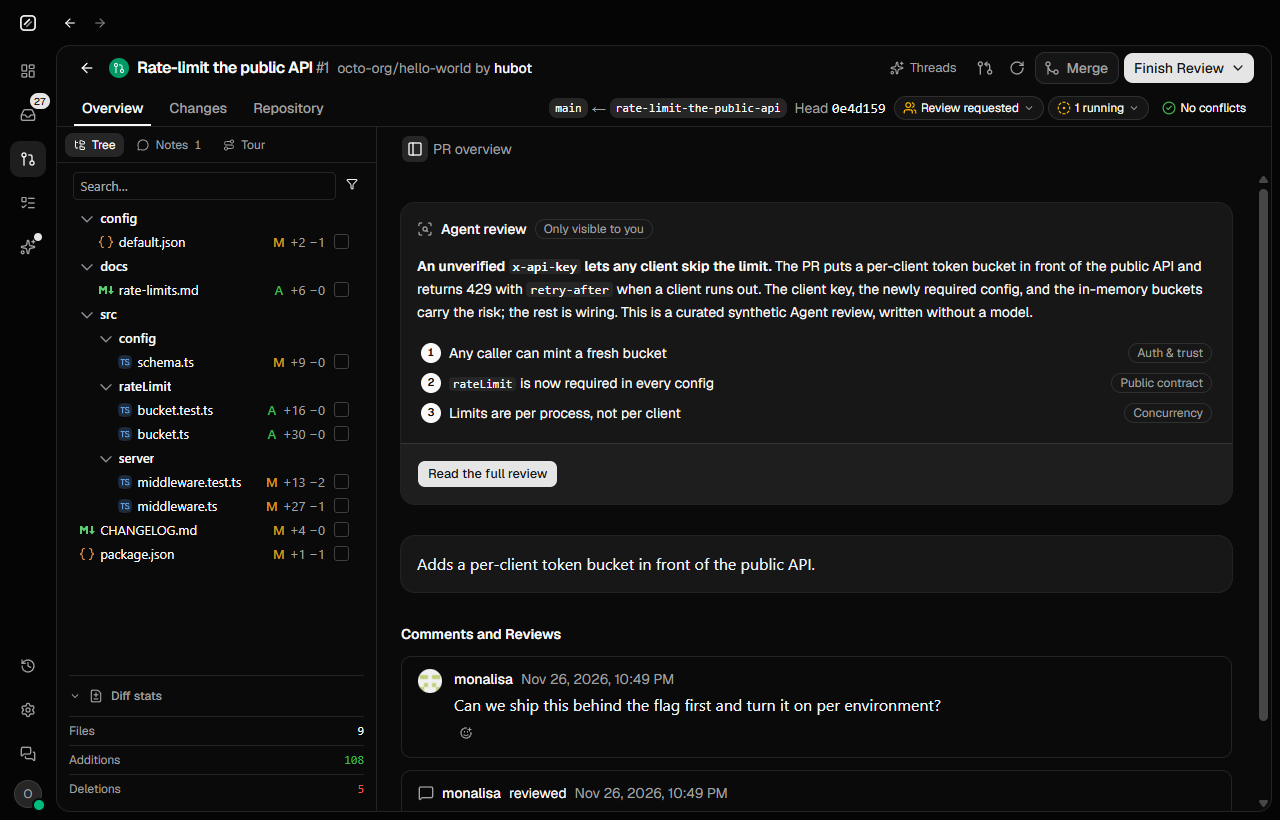 Rate-limit the public API #1 octo-org/hello-world by hubot
Threads
Merge
Finish Review
27
Overview Changes Repository
main ← rate-limit-the-public-api Head 0e4d159 Review requested 1 running No conflicts
Tree Notes 1 Tour
Search...
config
{} default.json M +2 −1
docs
M↓ rate-limits.md A +6 −0
src
config
TS schema.ts M +9 −0
rateLimit
TS bucket.test.ts A +16 −0
TS bucket.ts A +30 −0
server
TS middleware.test.ts M +13 −2
TS middleware.ts M +27 −1
M↓ CHANGELOG.md M +4 −0
{} package.json M +1 −1
Diff stats
Files 9
Additions 108
Deletions 5
O
PR overview
Agent review Only visible to you
An unverified x-api-key lets any client skip the limit. The PR puts a per-client token bucket in front of the public API and
returns 429 with retry-after when a client runs out. The client key, the newly required config, and the in-memory buckets
carry the risk; the rest is wiring. This is a curated synthetic Agent review, written without a model.
1 Any caller can mint a fresh bucket Auth & trust
2 rateLimit is now required in every config Public contract
3 Limits are per process, not per client Concurrency
Read the full review
Adds a per-client token bucket in front of the public API.
Comments and Reviews
monalisa Nov 26, 2026, 10:49 PM
Can we ship this behind the flag first and turn it on per environment?
monalisa reviewed Nov 26, 2026, 10:49 PM